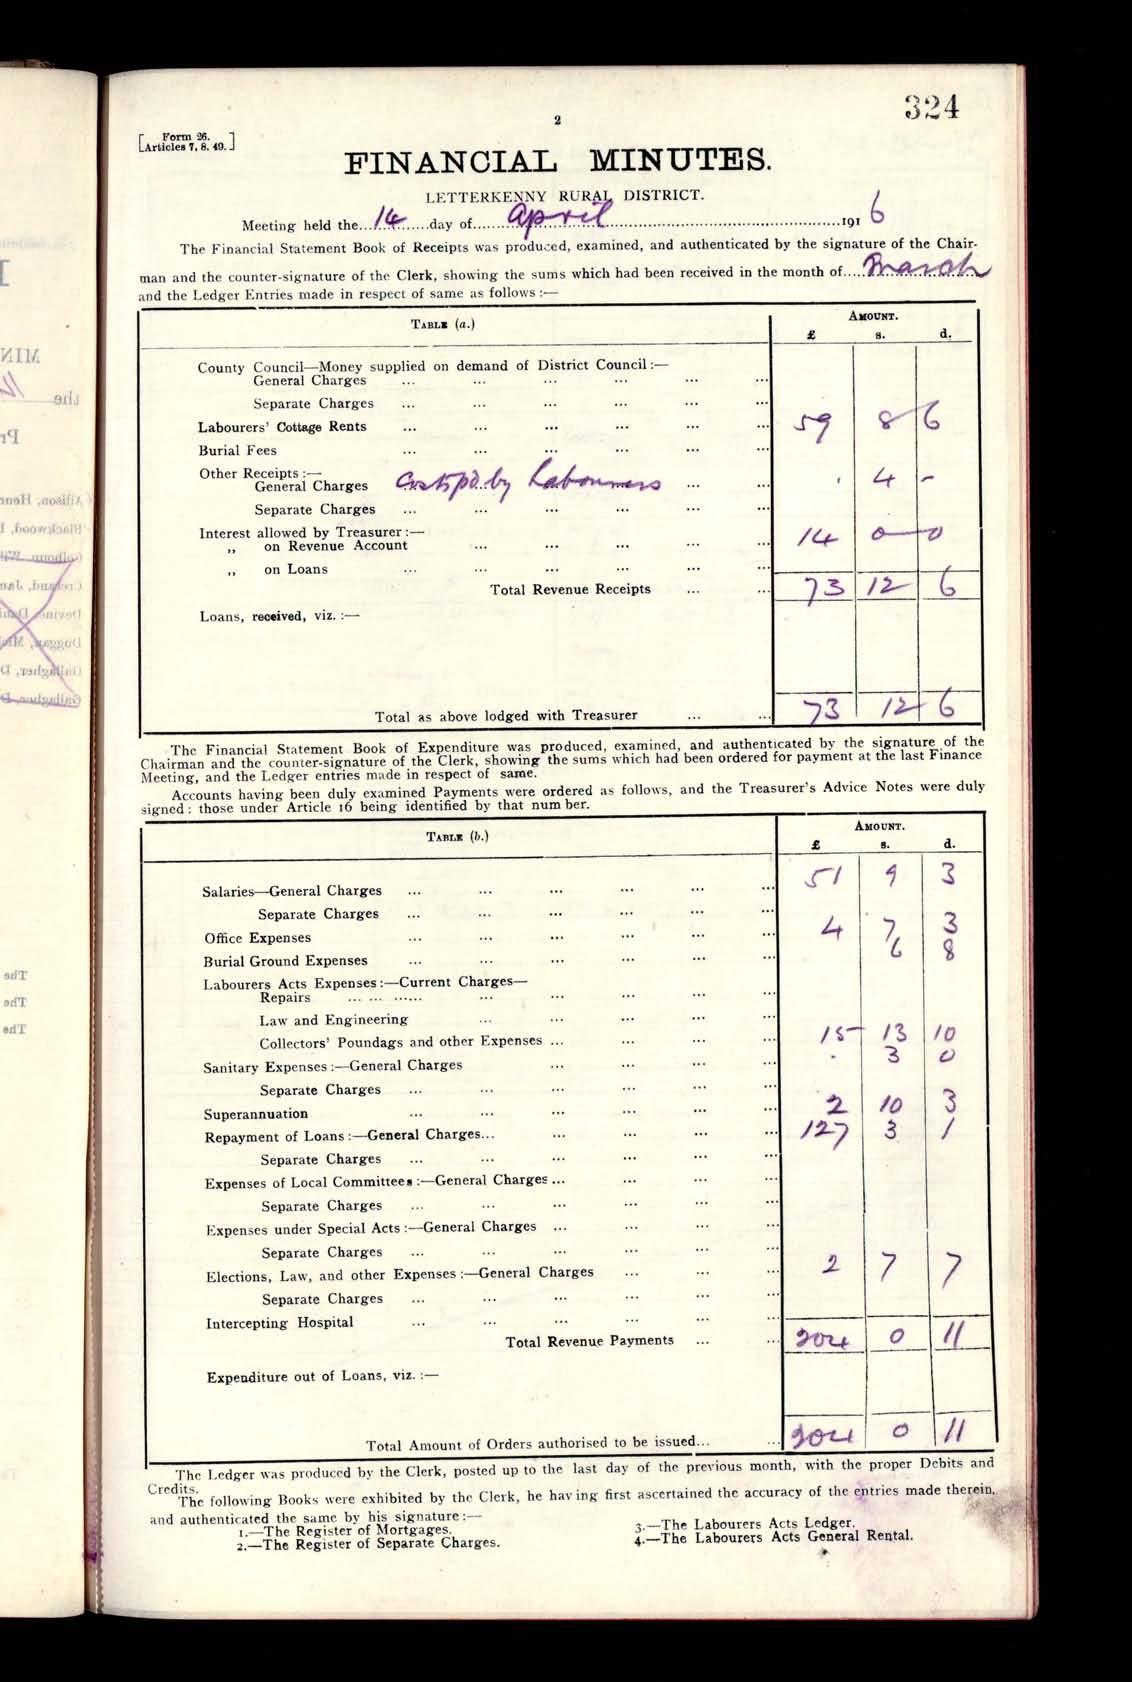 324
2
[Form 26.
Articles 7, 8. 40.]
FINANCIAL MINUTES.
LETTERKENNY RURAL DISTRICT.
Meeting held the...14...day of...April...191 6
The Financial Statement Book of Receipts was produced, examined, and authenticated by the signature of the Chair-
man and the counter-signature of the Clerk, showing the sums which had been received in the month of....March
and the Ledger Entries made in respect of same as follows :—
TABLE (a.) AMOUNT.
£ s. d.
County Council—Money supplied on demand of District Council :—
General Charges ... ... ... ... ... ...
Separate Charges ... ... ... ... ... ...
Labourers' Cottage Rents ... ... ... ... ... ... 59 8 6
Burial Fees ... ... ... ... ... ...
Other Receipts :—
General Charges Costs pd. by Labourers ... ... . 4 -
Separate Charges ... ... ... ... ... ...
Interest allowed by Treasurer :— 14 0 0
,, on Revenue Account ... ... ... ... ...
,, on Loans ... ... ... ... ... ...
Total Revenue Receipts ... ... 73 12 6
Loans, received, viz. :—
Total as above lodged with Treasurer ... ... 73 12 6
The Financial Statement Book of Expenditure was produced, examined, and authenticated by the signature of the
Chairman and the counter-signature of the Clerk, showing the sums which had been ordered for payment at the last Finance
Meeting, and the Ledger entries made in respect of same.
Accounts having been duly examined Payments were ordered as follows, and the Treasurer's Advice Notes were duly
signed : those under Article 16 being identified by that num ber.
TABLE (b.) AMOUNT.
£ s. d.
Salaries—General Charges ... ... ... ... ... ... 51 9 3
Separate Charges ... ... ... ... ... ...
Office Expenses ... ... ... ... ... ... 4 7 3
Burial Ground Expenses ... ... ... ... ... ... 6 8
Labourers Acts Expenses :—Current Charges—
Repairs ... ... ...... ... ... ... ... ...
Law and Engineering ... ... ... ... ...
Collectors' Poundags and other Expenses ... ... ... ... ... 15 13 10
Sanitary Expenses :—General Charges ... ... ... ... . 3 0
Separate Charges ... ... ... ... ... ...
Superannuation ... ... ... ... ... ... 2 10 3
Repayment of Loans :—General Charges... ... ... ... ... 127 3 1
Separate Charges ... ... ... ... ... ...
Expenses of Local Committees :—General Charges ... ... ... ...
Separate Charges ... ... ... ... ... ...
Expenses under Special Acts :—General Charges ... ... ... ...
Separate Charges ... ... ... ... ... ...
Elections, Law, and other Expenses :—General Charges ... ... ... 2 7 7
Separate Charges ... ... ... ... ... ...
Intercepting Hospital ... ... ... ... ... ...
Total Revenue Payments ... ... 204 0 11
Expenditure out of Loans, viz. :—
Total Amount of Orders authorised to be issued... ... 204 0 11
The Ledger was produced by the Clerk, posted up to the last day of the previous month, with the proper Debits and
Credits.
The following Books were exhibited by the Clerk, he having first ascertained the accuracy of the entries made therein,
and authenticated the same by his signature :—
1.—The Register of Mortgages.
2.—The Register of Separate Charges.
3.—The Labourers Acts Ledger.
4.—The Labourers Acts General Rental.